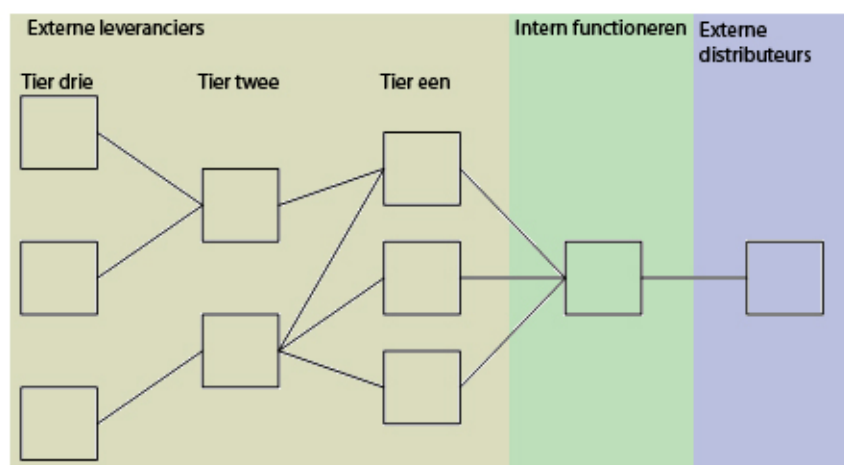 Externe leveranciers
Intern functioneren
Externe
distributeurs
Tier drie
Tier twee
Tier een